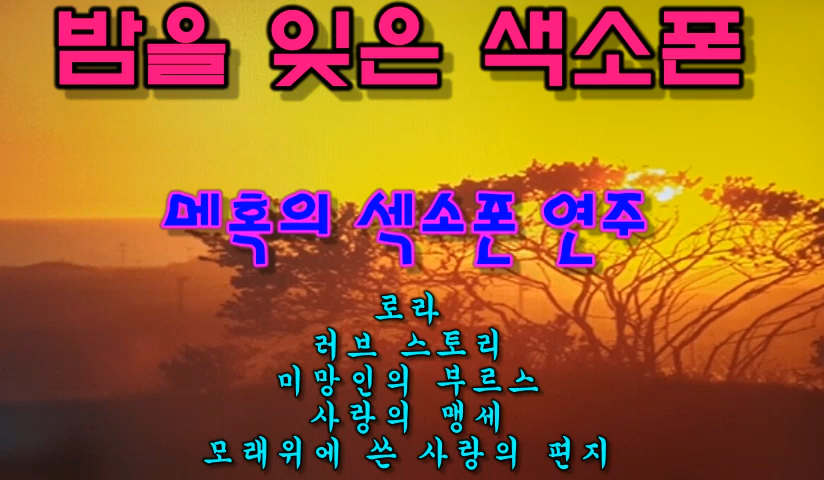 밤을 잊은 색소폰
메혹의 섹소폰 연주
로라
러브 스토리
미망인의 부르스
사랑의 맹세
모래위에 쓴 사랑의 편지